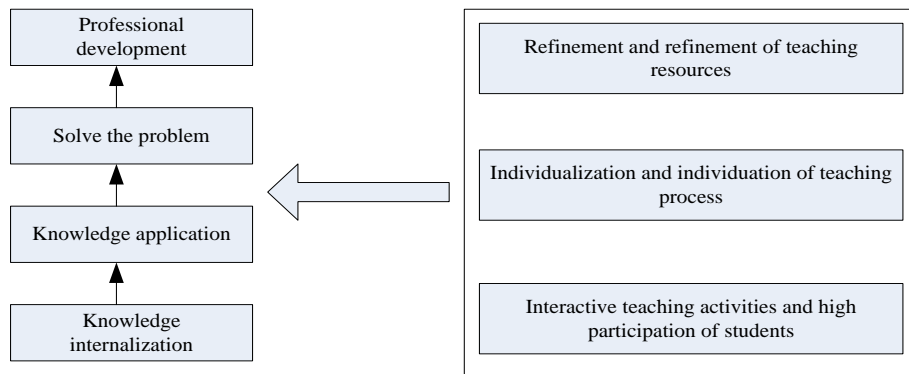 Professional
development
Solve the problem
Knowledge application
Knowledge
internalization
Refinement and refinement of teaching
resources
Individualization and individuation of teaching
process
Interactive teaching activities and high
participation of students